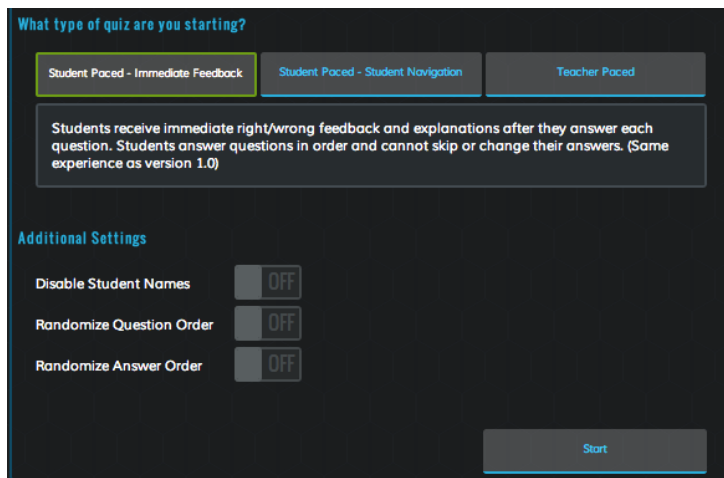 What type of quiz are you starting?
Student Paced - Immediate Feedback
Student Paced - Student Navigation
Teacher Paced
Students receive immediate right/wrong feedback and explanations after they answer each
question. Students answer questions in order and cannot skip or change their answers. (Same
experience as version 1.0)
Additional Settings
Disable Student Names
OFF
Randomize Question Order
OFF
Randomize Answer Order
OFF
Start